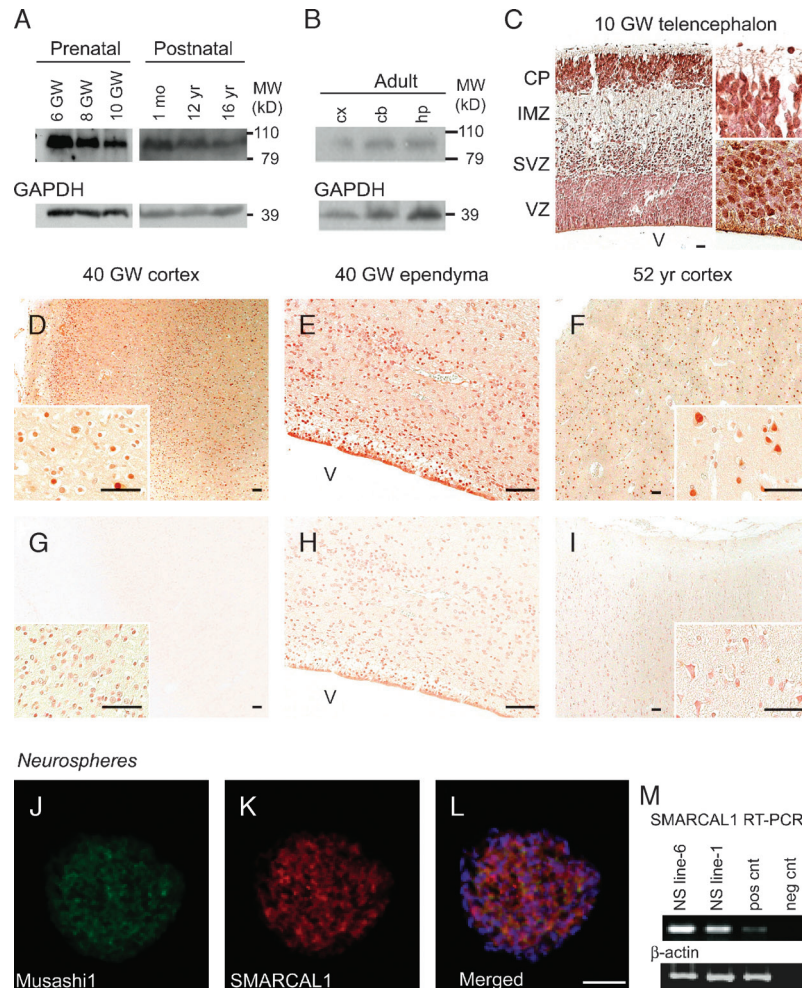 A
Prenatal
Postnatal
6 GW
8 GW
10 GW
1 mo
12 yr
16 yr
MW
(kD)
110
79
GAPDH
39
B
Adult
cx
cb
hp
MW
(kD)
110
79
GAPDH
39
C
10 GW telencephalon
CP
IMZ
SVZ
VZ
V
40 GW cortex
40 GW ependyma
52 yr cortex
D
E
V
F
G
H
V
I
Neurospheres
J
Musashi1
K
SMARCAL1
L
Merged
M
SMARCAL1 RT-PCR
NS line-6
NS line-1
pos cnt
neg cnt
β-actin